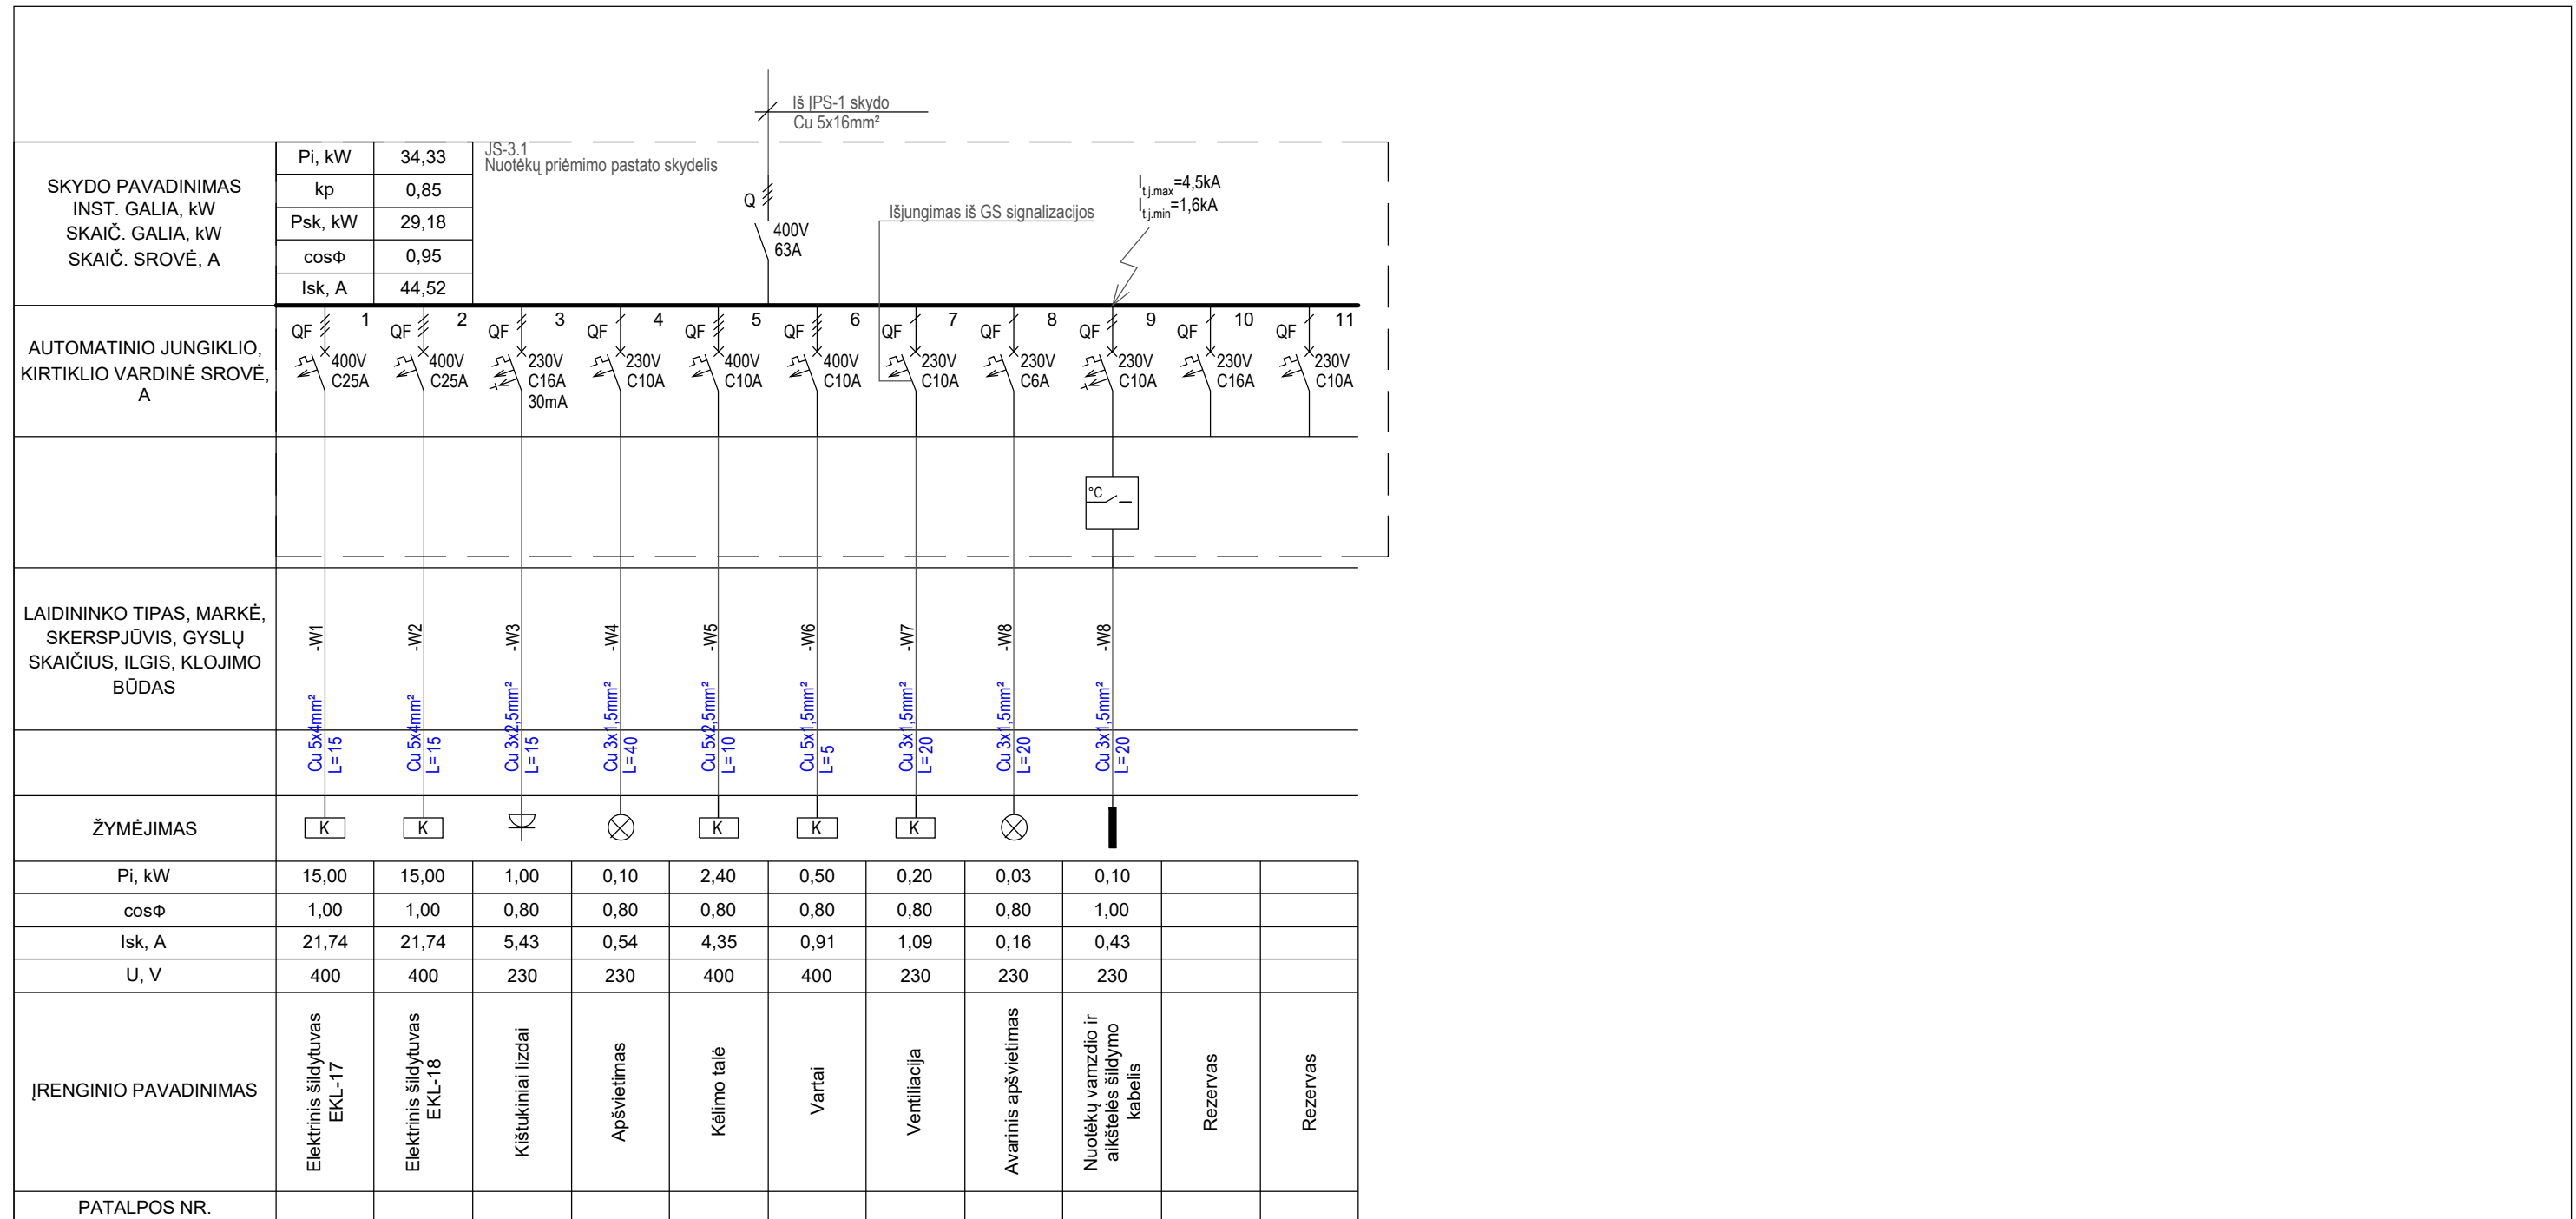 Iš ĮPS-1 skydo
Cu 5x16mm²
SKYDO PAVADINIMAS
INST. GALIA, kW
SKAIČ. GALIA, kW
SKAIČ. SROVĖ, A
Pi, kW 34,33
kp 0,85
Psk, kW 29,18
cosΦ 0,95
Isk, A 44,52
JS-3.1
Nuotėkų priėmimo pastato skydelis
Q
400V
63A
Išjungimas iš GS signalizacijos
It.j.max=4,5kA
It.j.min=1,6kA
AUTOMATINIO JUNGIKLIO,
KIRTIKLIO VARDINĖ SROVĖ,
A
QF 1
400V
C25A
QF 2
400V
C25A
QF 3
230V
C16A
30mA
QF 4
230V
C10A
QF 5
400V
C10A
QF 6
400V
C10A
QF 7
230V
C10A
QF 8
230V
C6A
QF 9
230V
C10A
QF 10
230V
C16A
QF 11
230V
C10A
°C
LAIDININKO TIPAS, MARKĖ,
SKERSPJŪVIS, GYSLŲ
SKAIČIUS, ILGIS, KLOJIMO
BŪDAS
-W1
Cu 5x4mm²
L= 15
-W2
Cu 5x4mm²
L= 15
-W3
Cu 3x2,5mm²
L= 15
-W4
Cu 3x1,5mm²
L= 40
-W5
Cu 5x2,5mm²
L= 10
-W6
Cu 5x1,5mm²
L= 5
-W7
Cu 3x1,5mm²
L= 20
-W8
Cu 3x1,5mm²
L= 20
-W8
Cu 3x1,5mm²
L= 20
ŽYMĖJIMAS K K K K K
Pi, kW 15,00 15,00 1,00 0,10 2,40 0,50 0,20 0,03 0,10
cosΦ 1,00 1,00 0,80 0,80 0,80 0,80 0,80 0,80 1,00
Isk, A 21,74 21,74 5,43 0,54 4,35 0,91 1,09 0,16 0,43
U, V 400 400 230 230 400 400 230 230 230
ĮRENGINIO PAVADINIMAS
Elektrinis šildytuvas
EKL-17
Elektrinis šildytuvas
EKL-18
Kištukiniai lizdai
Apšvietimas
Kėlimo talė
Vartai
Ventiliacija
Avarinis apšvietimas
Nuotėkų vamzdio ir
aikštelės šildymo
kabelis
Rezervas
Rezervas
PATALPOS NR.